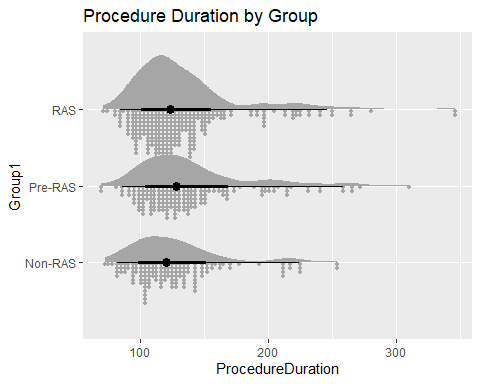 Procedure Duration by Group
Group1
RAS
Pre-RAS
Non-RAS
100
200
300
ProcedureDuration